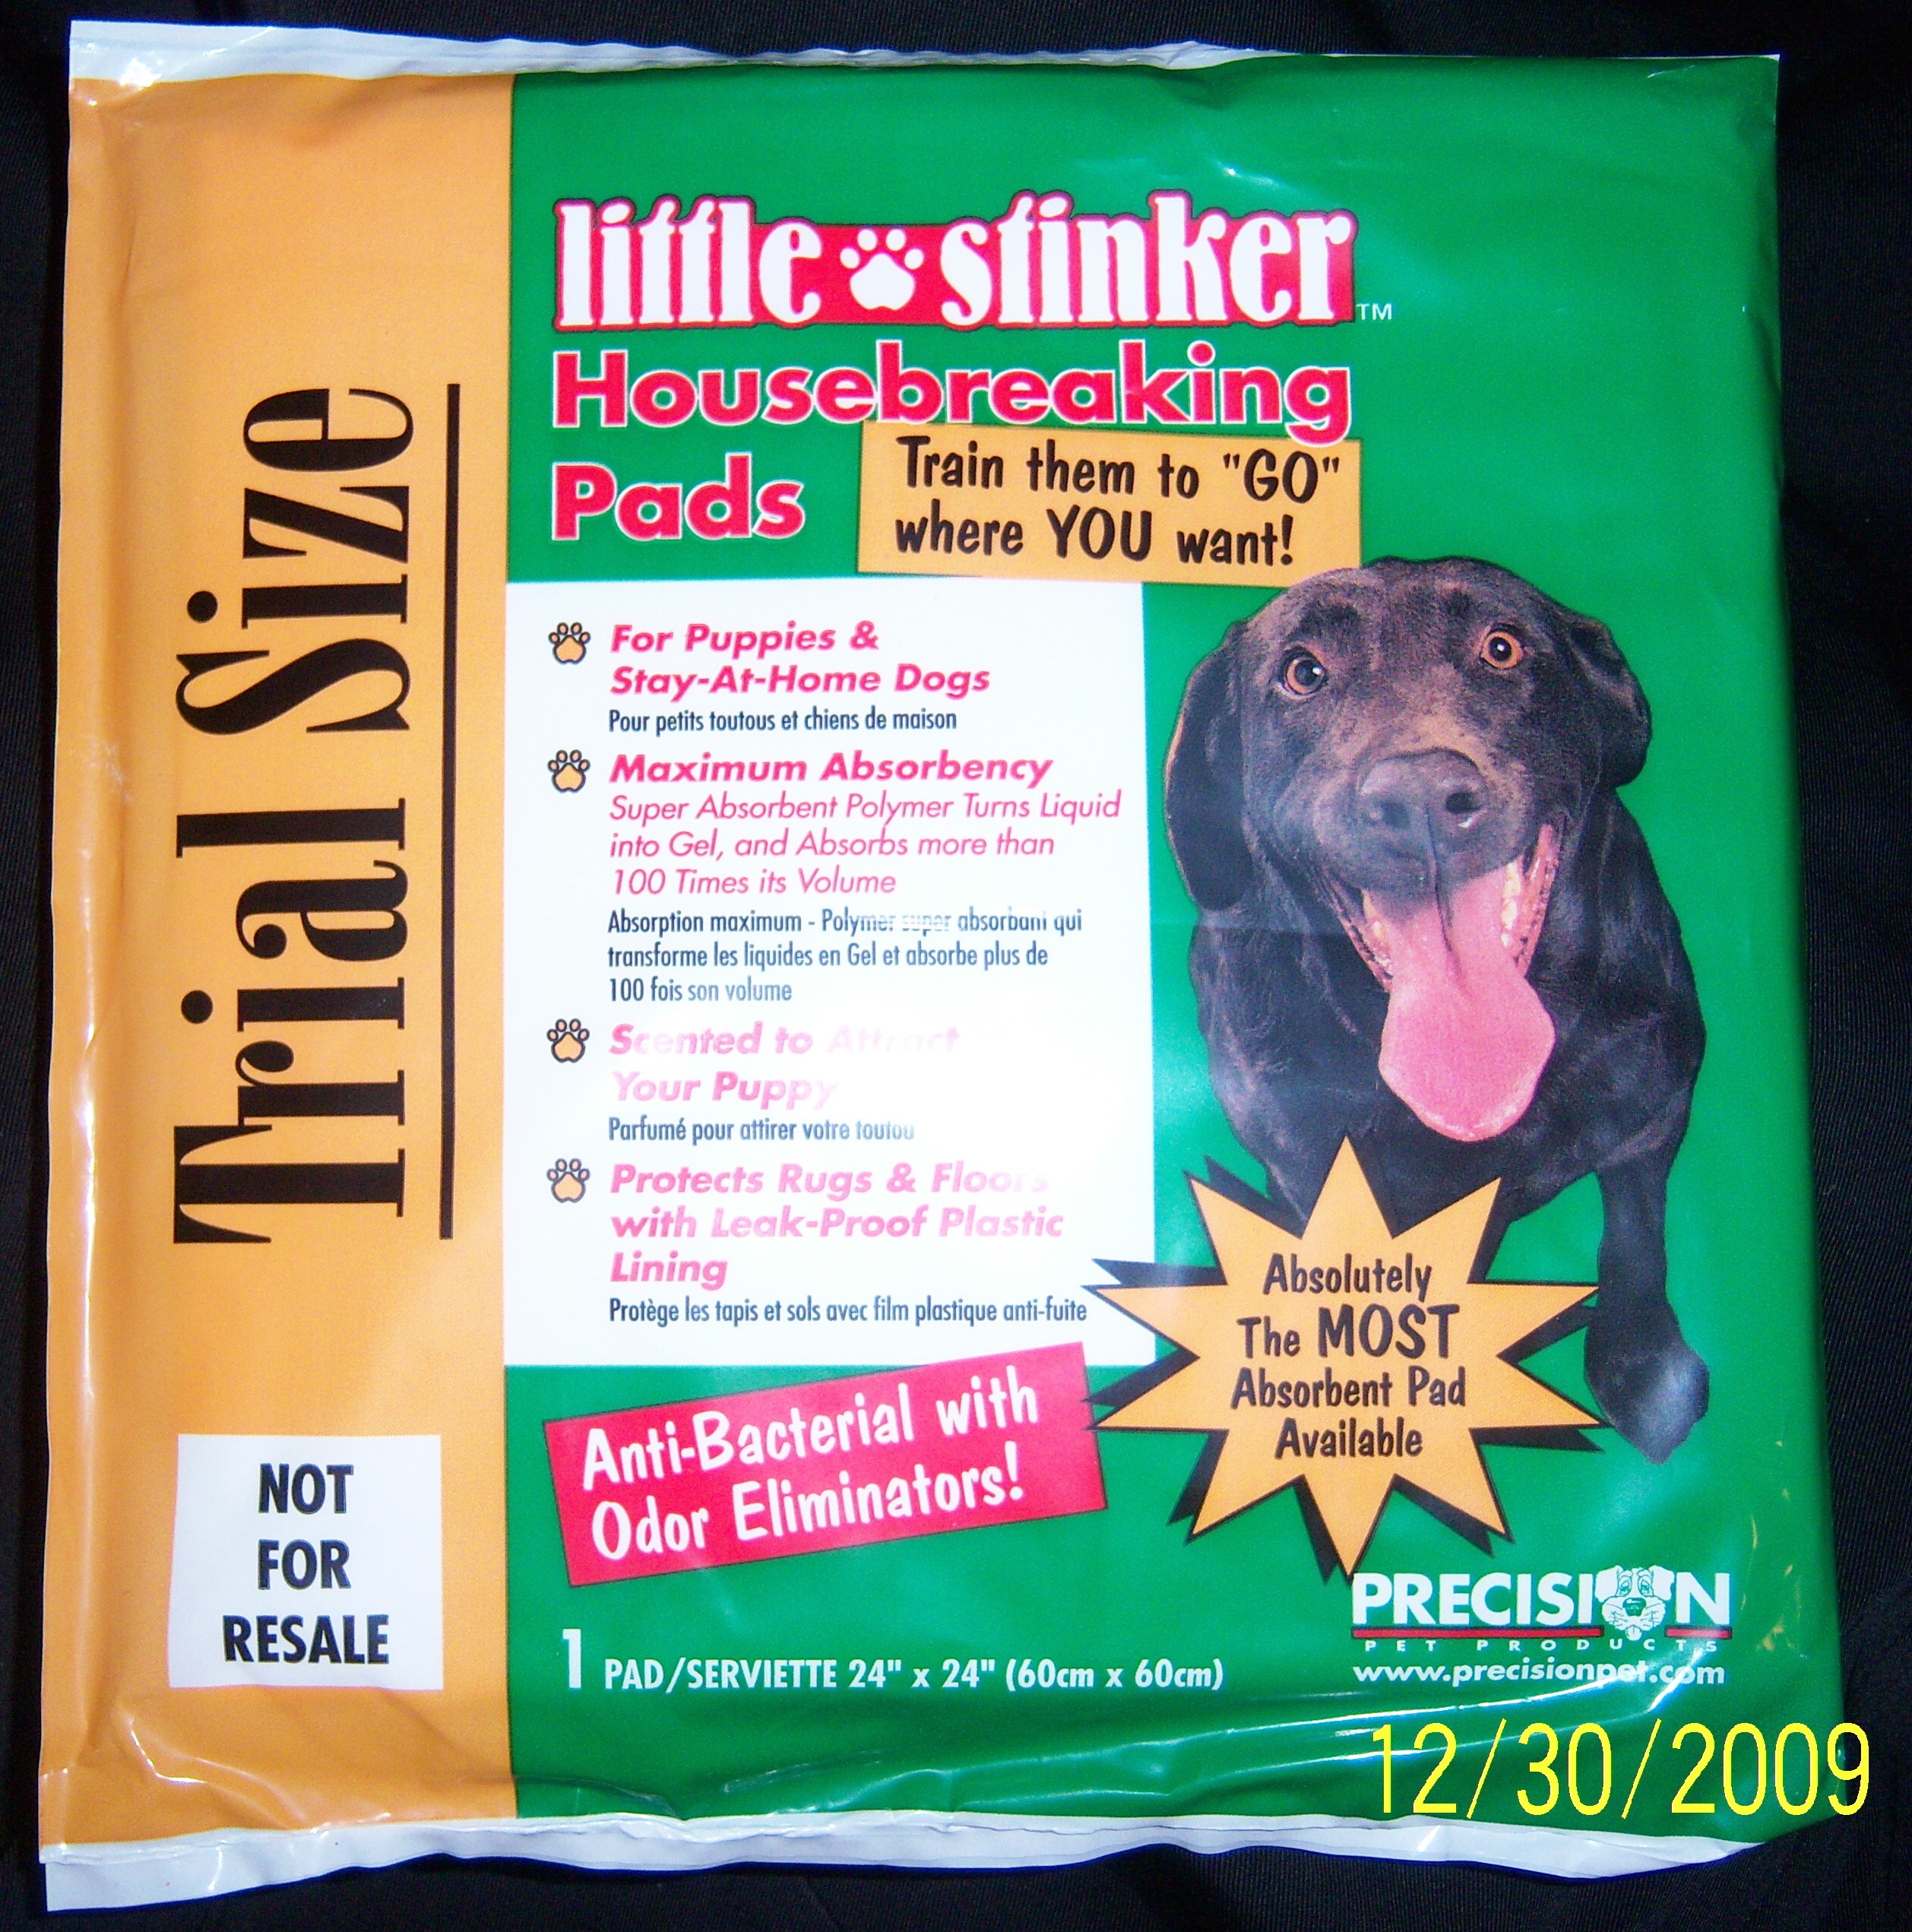 Trial Size
NOT
FOR
RESALE
little stinker™
Housebreaking
Pads
Train them to "GO"
where YOU want!
For Puppies &
Stay-At-Home Dogs
Pour petits toutous et chiens de maison
Maximum Absorbency
Super Absorbent Polymer Turns Liquid
into Gel, and Absorbs more than
100 Times its Volume
Absorption maximum - Polymer super absorbant qui
transforme les liquides en Gel et absorbe plus de
100 fois son volume
Scented to Attract
Your Puppy
Parfumé pour attirer votre toutou
Protects Rugs & Floors
with Leak-Proof Plastic
Lining
Protège les tapis et sols avec film plastique anti-fuite
Absolutely
The MOST
Absorbent Pad
Available
Anti-Bacterial with
Odor Eliminators!
1 PAD/SERVIETTE 24" x 24" (60cm x 60cm)
PRECISION
PET PRODUCTS
www.precisionpet.com
12/30/2009